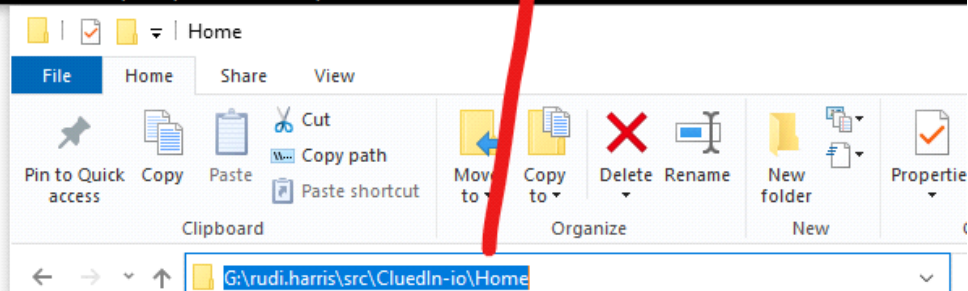 Home
File Home Share View
Cut
Copy path
Paste shortcut
Pin to Quick access
Copy
Paste
Move to
Copy to
Delete
Rename
New folder
Clipboard
Organize
New
G:\rudi.harris\src\CluedIn-io\Home